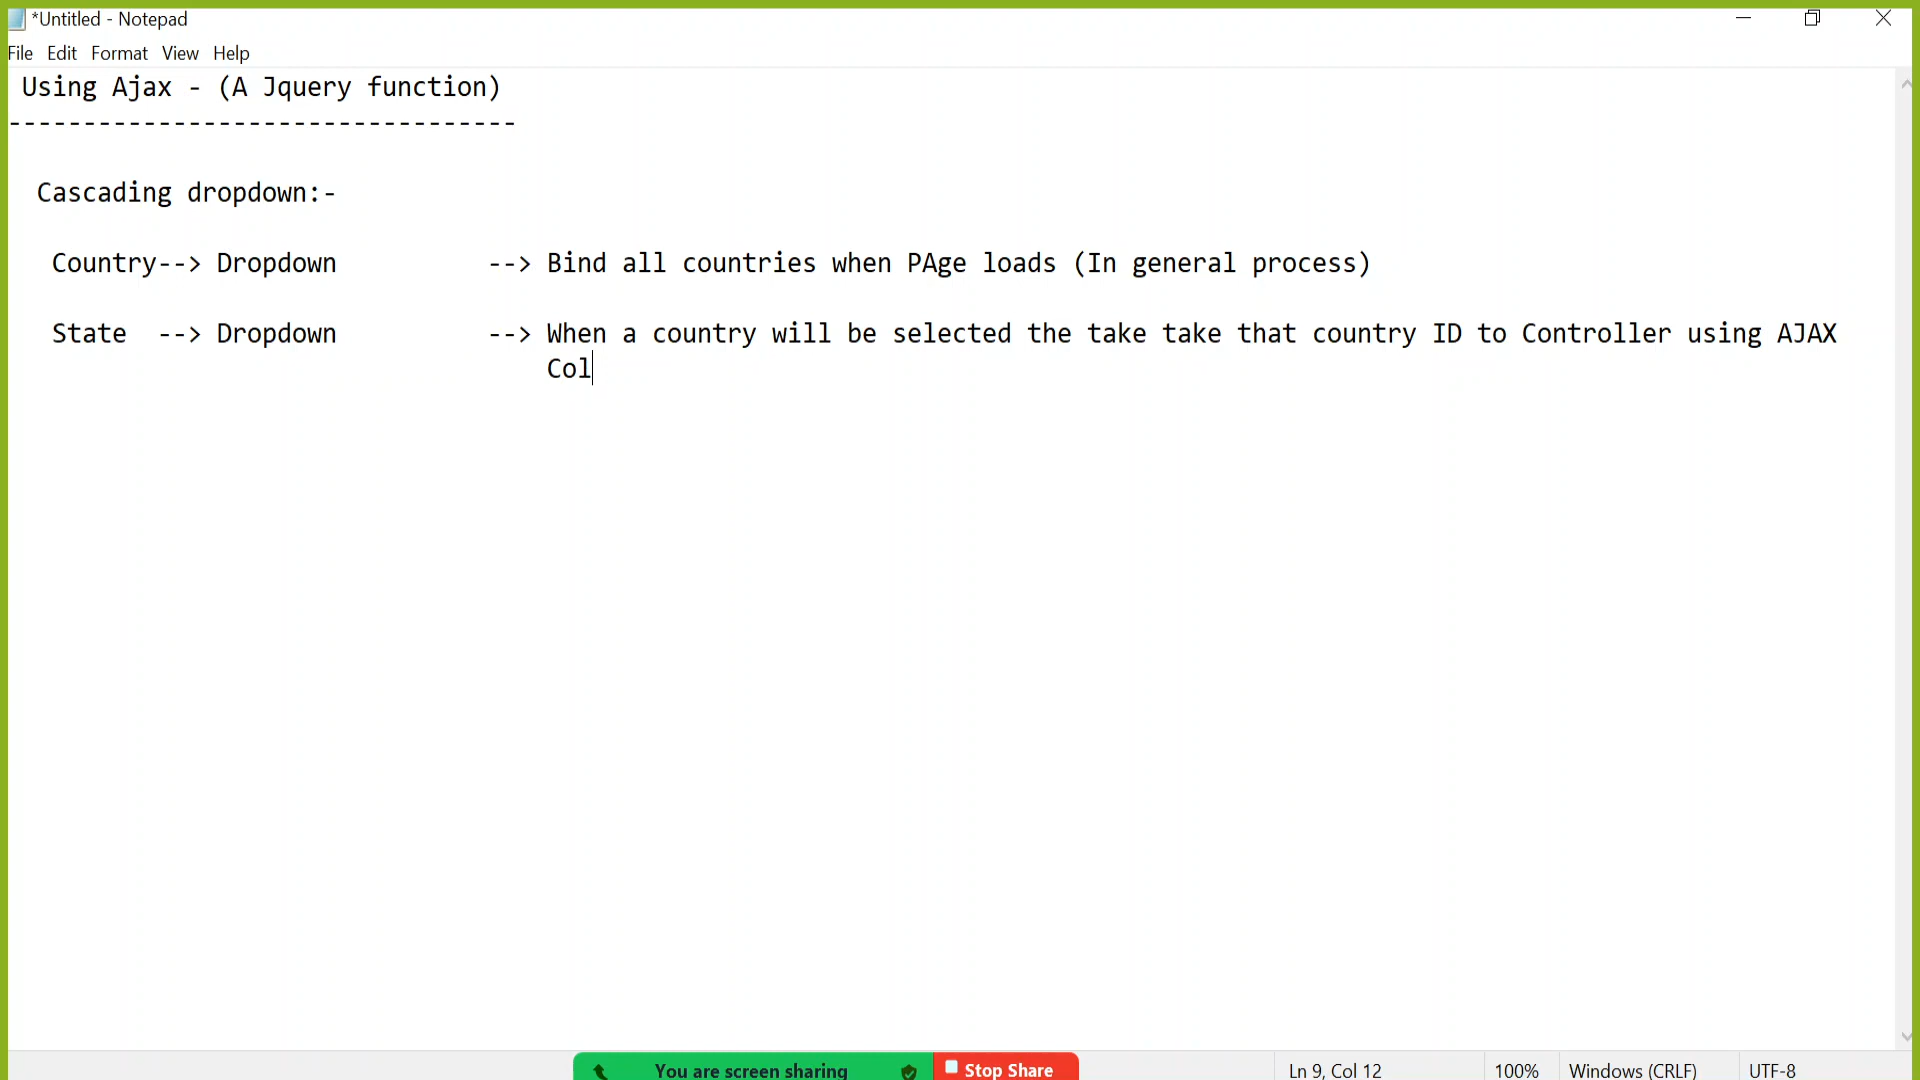 *Untitled - Notepad
File Edit Format View Help
Using Ajax - (A Jquery function)
----------------------------------
Cascading dropdown:-
Country--> Dropdown --> Bind all countries when PAge loads (In general process)
State --> Dropdown --> When a country will be selected the take take that country ID to Controller using AJAX
Col
You are screen sharing Stop Share Ln 9, Col 12 100% Windows (CRLF) UTF-8